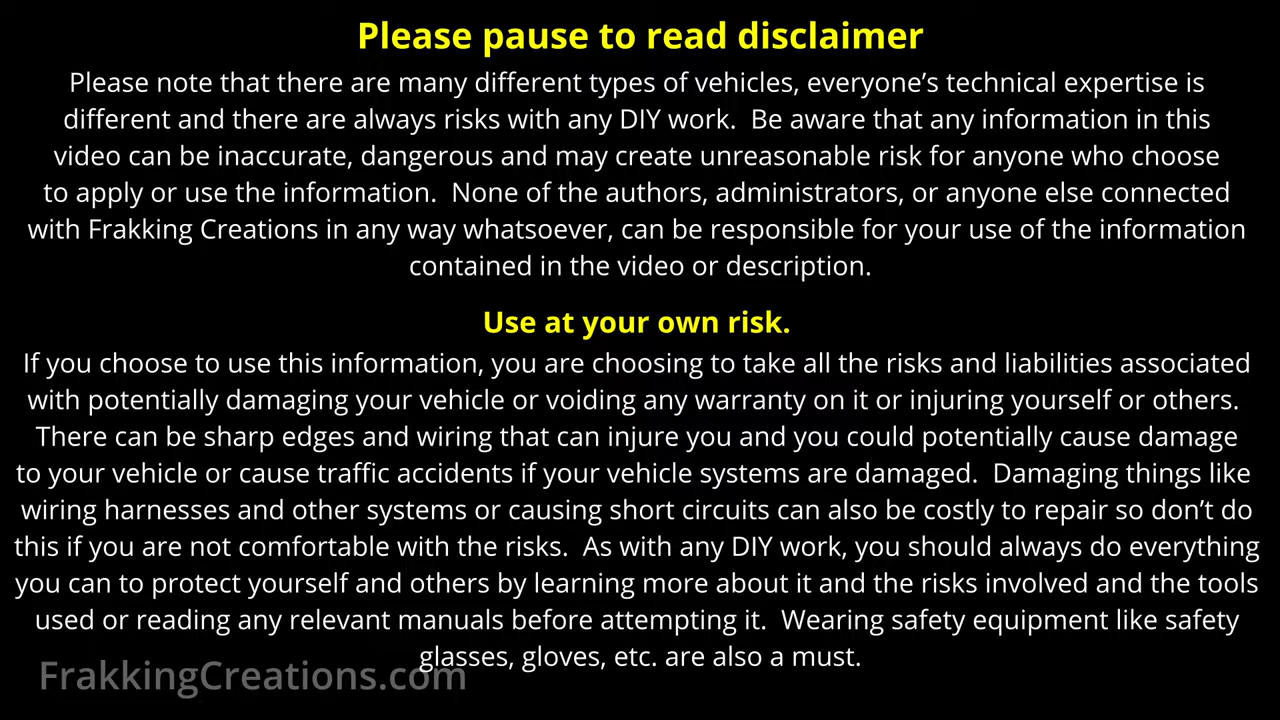 Please pause to read disclaimer
Please note that there are many different types of vehicles, everyone’s technical expertise is
different and there are always risks with any DIY work.  Be aware that any information in this
video can be inaccurate, dangerous and may create unreasonable risk for anyone who choose
to apply or use the information.  None of the authors, administrators, or anyone else connected
with Frakking Creations in any way whatsoever, can be responsible for your use of the information
contained in the video or description.
Use at your own risk.
If you choose to use this information, you are choosing to take all the risks and liabilities associated
with potentially damaging your vehicle or voiding any warranty on it or injuring yourself or others.
There can be sharp edges and wiring that can injure you and you could potentially cause damage
to your vehicle or cause traffic accidents if your vehicle systems are damaged.  Damaging things like
wiring harnesses and other systems or causing short circuits can also be costly to repair so don’t do
this if you are not comfortable with the risks.  As with any DIY work, you should always do everything
you can to protect yourself and others by learning more about it and the risks involved and the tools
used or reading any relevant manuals before attempting it.  Wearing safety equipment like safety
glasses, gloves, etc. are also a must.
FrakkingCreations.com